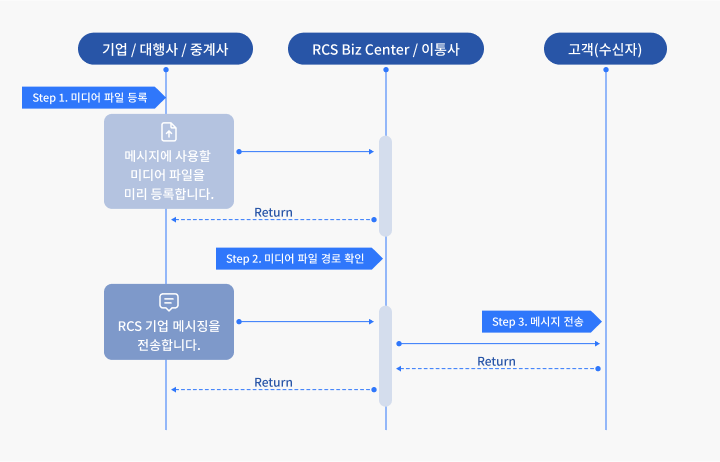 기업 / 대행사 / 중계사
RCS Biz Center / 이통사
고객(수신자)
Step 1. 미디어 파일 등록
메시지에 사용할
미디어 파일을
미리 등록합니다.
Return
Step 2. 미디어 파일 경로 확인
RCS 기업 메시징을
전송합니다.
Step 3. 메시지 전송
Return
Return